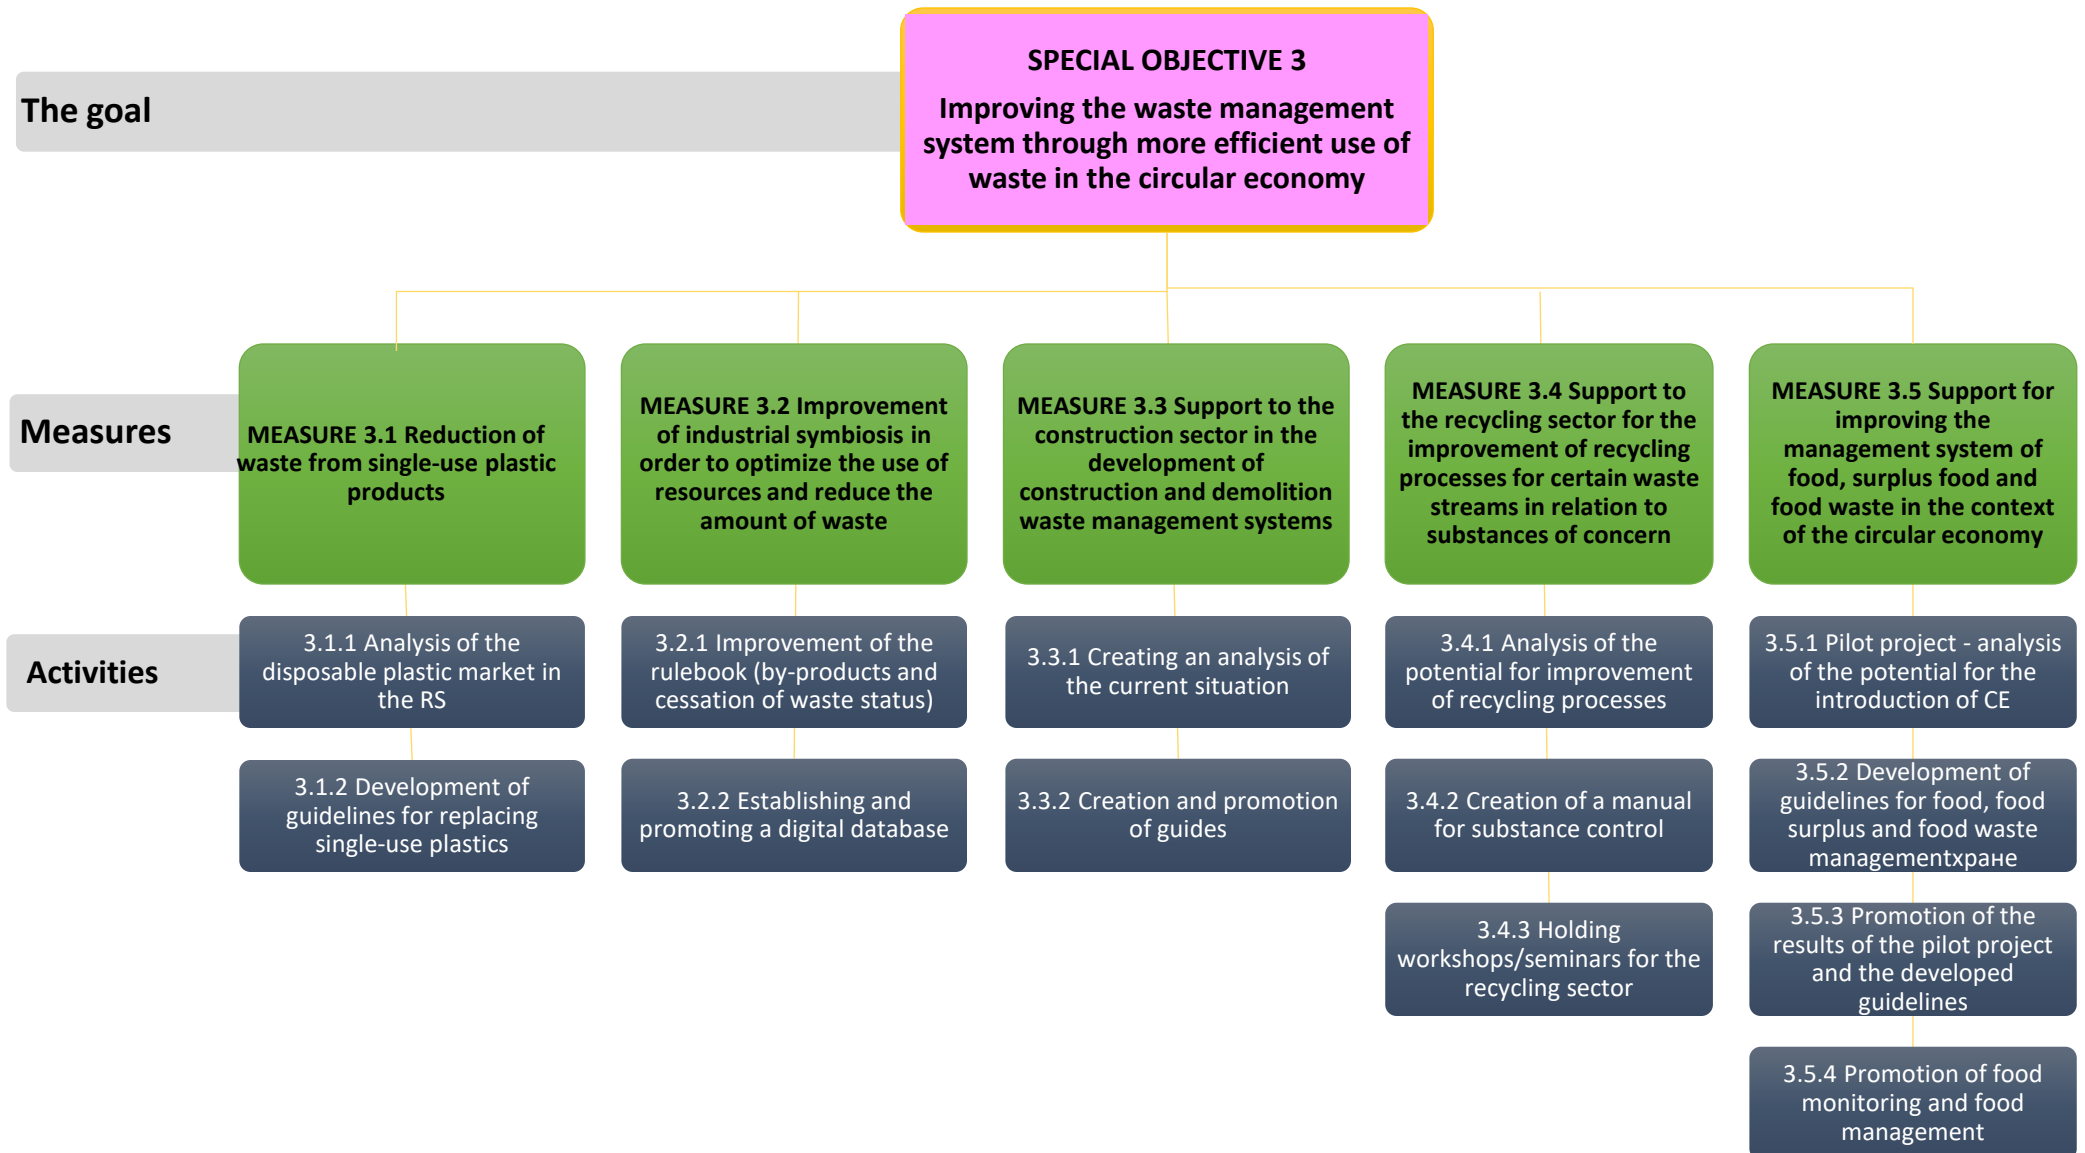 SPECIAL OBJECTIVE 3
Improving the waste management
system through more efficient use of
waste in the circular economy
The goal
Measures
MEASURE 3.1 Reduction of
waste from single-use plastic
products
MEASURE 3.2 Improvement
of industrial symbiosis in
order to optimize the use of
resources and reduce the
amount of waste
MEASURE 3.3 Support to the
construction sector in the
development of
construction and demolition
waste management systems
MEASURE 3.4 Support to
the recycling sector for the
improvement of recycling
processes for certain waste
streams in relation to
substances of concern
MEASURE 3.5 Support for
improving the
management system of
food, surplus food and
food waste in the context
of the circular economy
Activities
3.1.1 Analysis of the
disposable plastic market in
the RS
3.2.1 Improvement of the
rulebook (by-products and
cessation of waste status)
3.3.1 Creating an analysis of
the current situation
3.4.1 Analysis of the
potential for improvement
of recycling processes
3.5.1 Pilot project - analysis
of the potential for the
introduction of CE
3.1.2 Development of
guidelines for replacing
single-use plastics
3.2.2 Establishing and
promoting a digital database
3.3.2 Creation and promotion
of guides
3.4.2 Creation of a manual
for substance control
3.5.2 Development of
guidelines for food, food
surplus and food waste
managementхране
3.4.3 Holding
workshops/seminars for the
recycling sector
3.5.3 Promotion of the
results of the pilot project
and the developed
guidelines
3.5.4 Promotion of food
monitoring and food
management